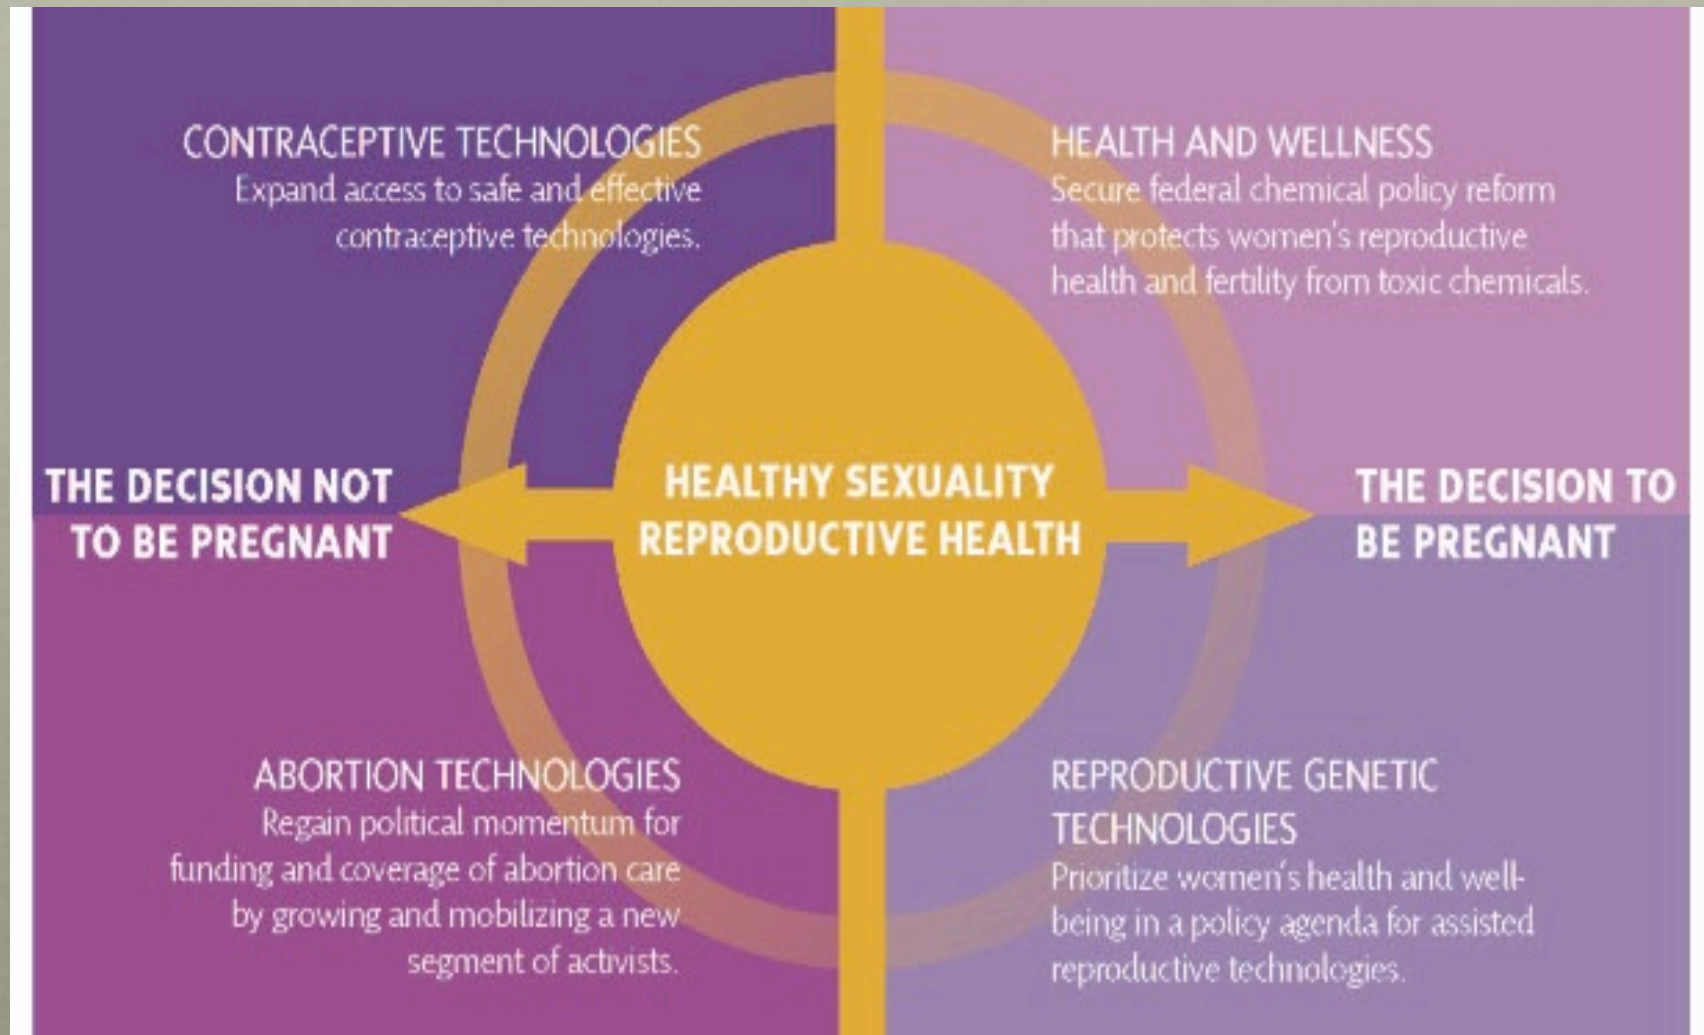 CONTRACEPTIVE TECHNOLOGIES
Expand access to safe and effective
contraceptive technologies.
HEALTH AND WELLNESS
Secure federal chemical policy reform
that protects women's reproductive
health and fertility from toxic chemicals.
THE DECISION NOT
TO BE PREGNANT
HEALTHY SEXUALITY
REPRODUCTIVE HEALTH
THE DECISION TO
BE PREGNANT
ABORTION TECHNOLOGIES
Regain political momentum for
funding and coverage of abortion care
by growing and mobilizing a new
segment of activists.
REPRODUCTIVE GENETIC
TECHNOLOGIES
Prioritize women's health and well-
being in a policy agenda for assisted
reproductive technologies.